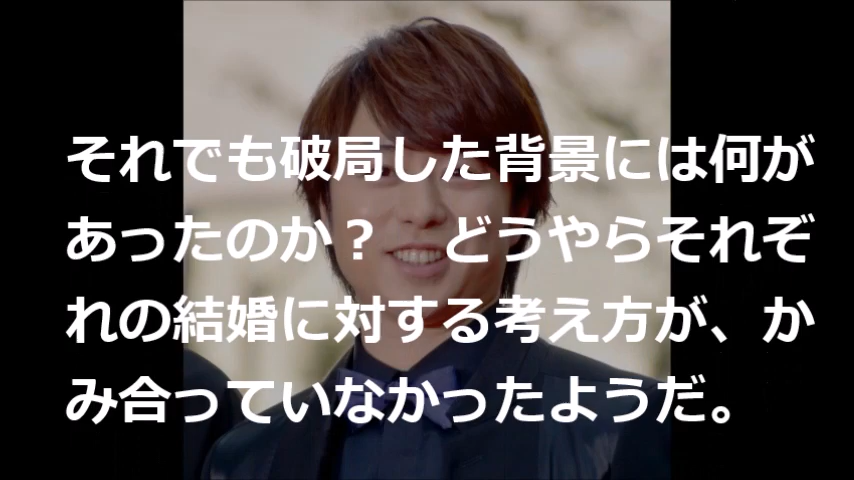 それでも破局した背景には何が
あったのか？　どうやらそれぞ
れの結婚に対する考え方が、か
み合っていなかったようだ。